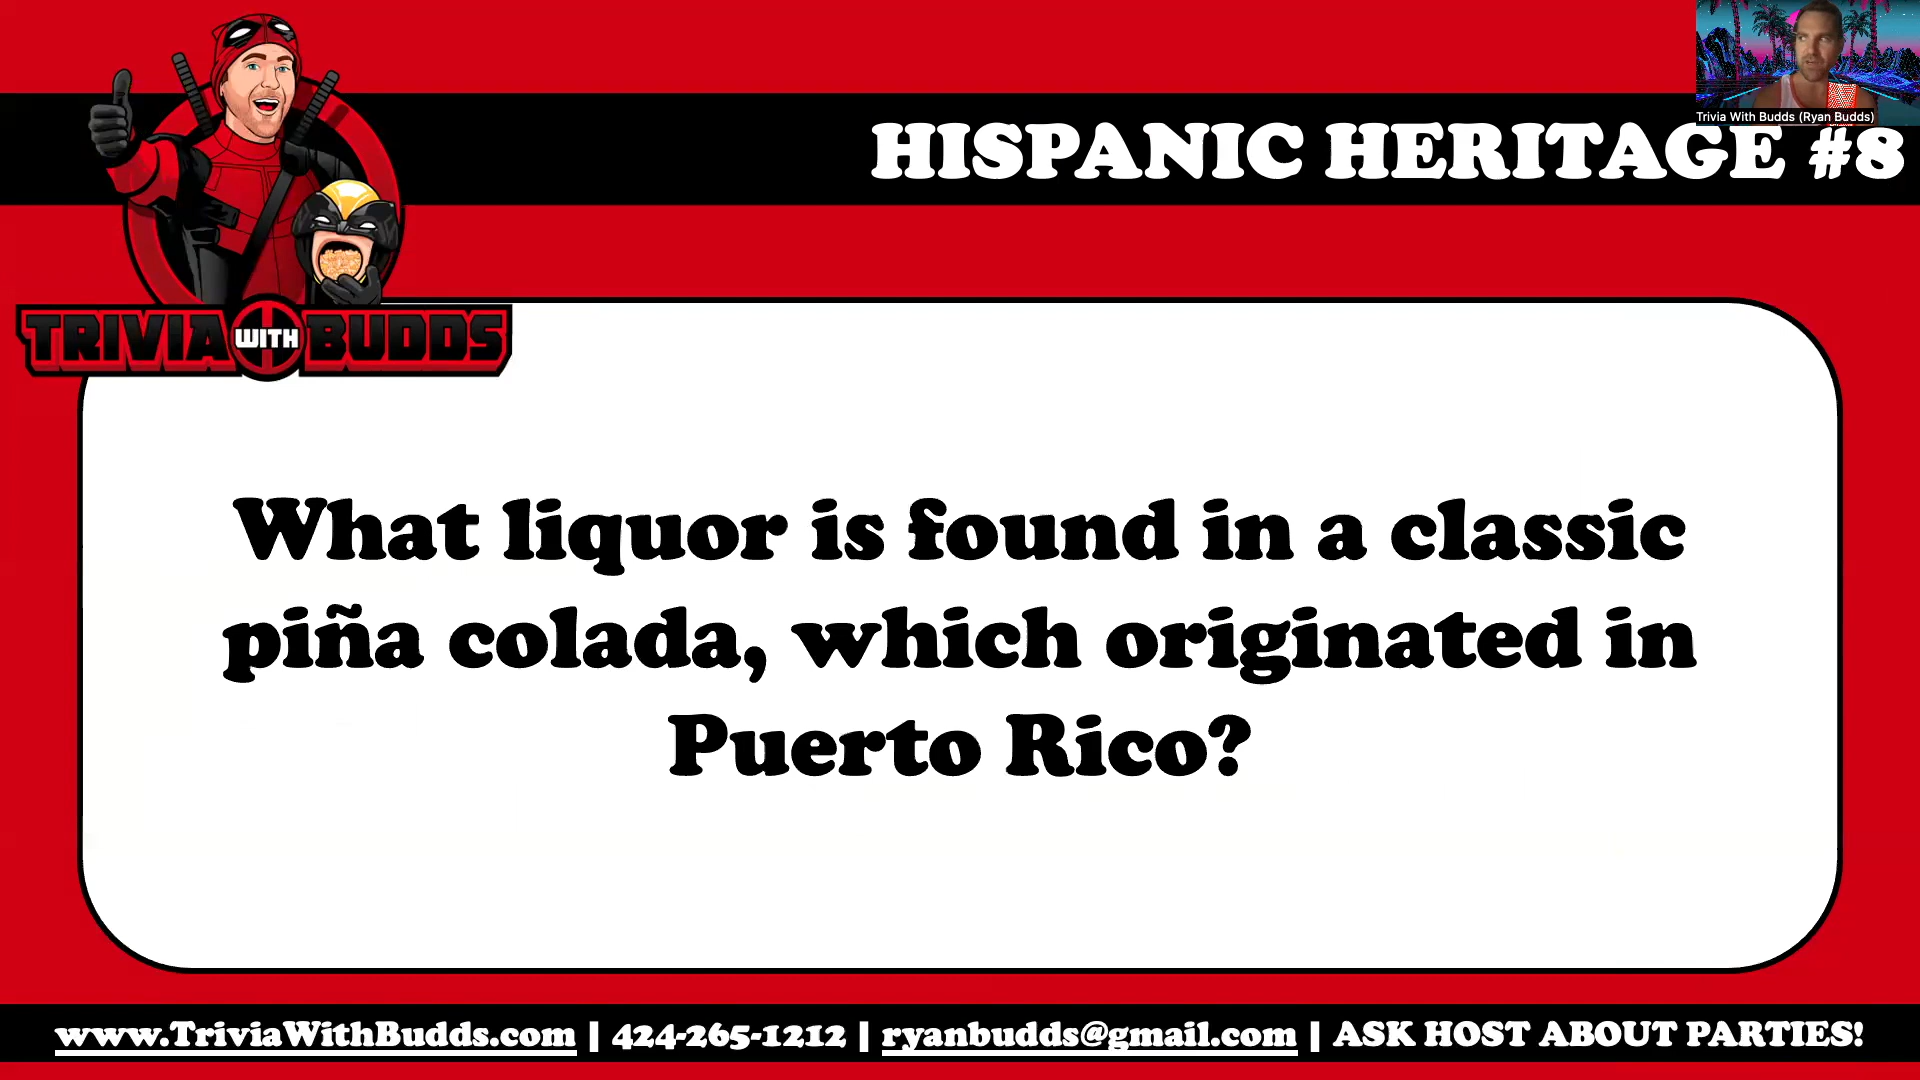 Trivia With Budds (Ryan Budds)
HISPANIC HERITAGE #8
TRIVIA WITH BUDDS
What liquor is found in a classic
piña colada, which originated in
Puerto Rico?
www.TriviaWithBudds.com | 424-265-1212 | ryanbudds@gmail.com | ASK HOST ABOUT PARTIES!